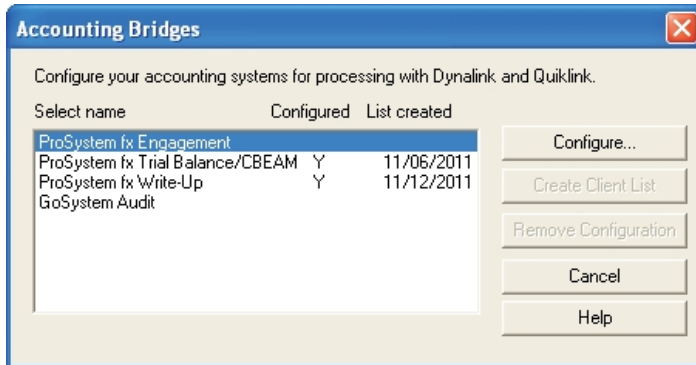 Accounting Bridges
Configure your accounting systems for processing with Dynalink and Quiklink.
Select name Configured List created
ProSystem fx Engagement
ProSystem fx Trial Balance/CBEAM Y 11/06/2011
ProSystem fx Write-Up Y 11/12/2011
GoSystem Audit
Configure...
Create Client List
Remove Configuration
Cancel
Help